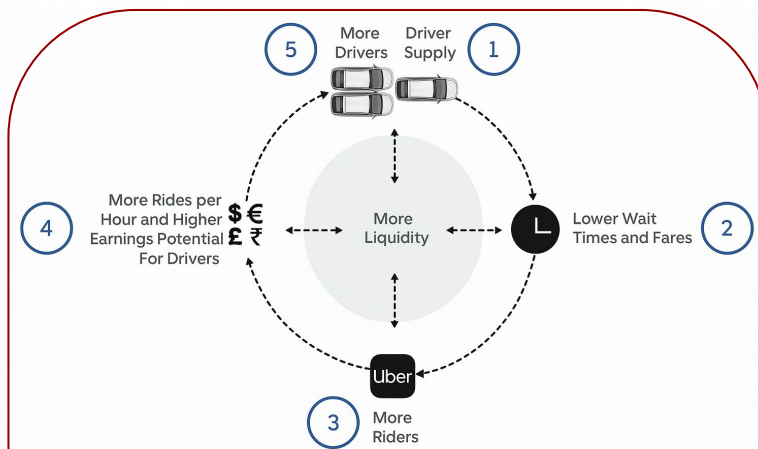 5
More
Drivers
Driver
Supply
1
Lower Wait
Times and Fares
2
Uber
3
More
Riders
4
More Rides per
Hour and Higher
Earnings Potential
For Drivers
$ €
£ ₹
More
Liquidity